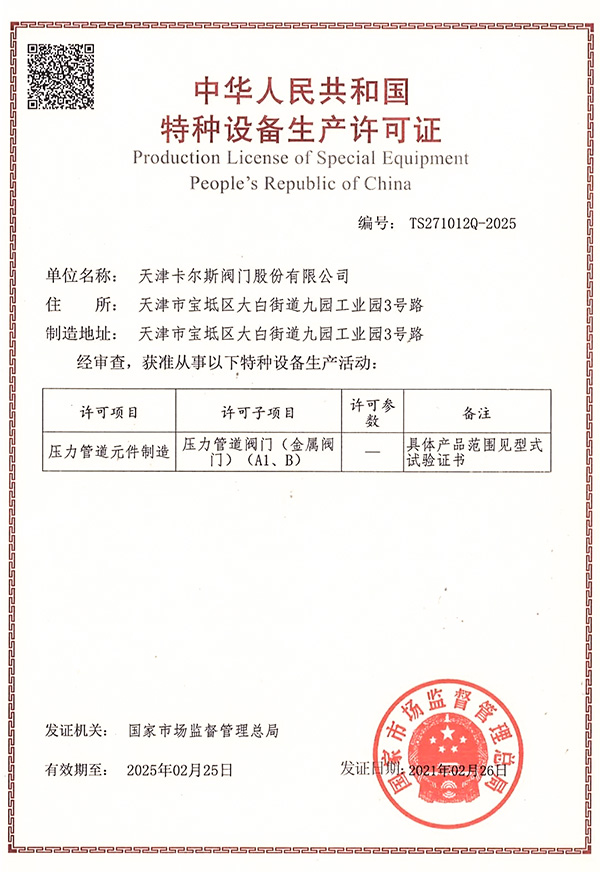 中华人民共和国
特种设备生产许可证
Production License of Special Equipment
People's Republic of China
编号： TS271012Q-2025
单位名称： 天津卡尔斯阀门股份有限公司
住 所： 天津市宝坻区大白街道九园工业园3号路
制造地址： 天津市宝坻区大白街道九园工业园3号路
经审查，获准从事以下特种设备生产活动：
许可项目 许可子项目 许可参数 备注
压力管道元件制造 压力管道阀门（金属阀门）（A1、B） — 具体产品范围见型式试验证书
发证机关： 国家市场监督管理总局
有效期至： 2025年02月25日 发证日期：2021年02月26日
国家市场监督管理总局